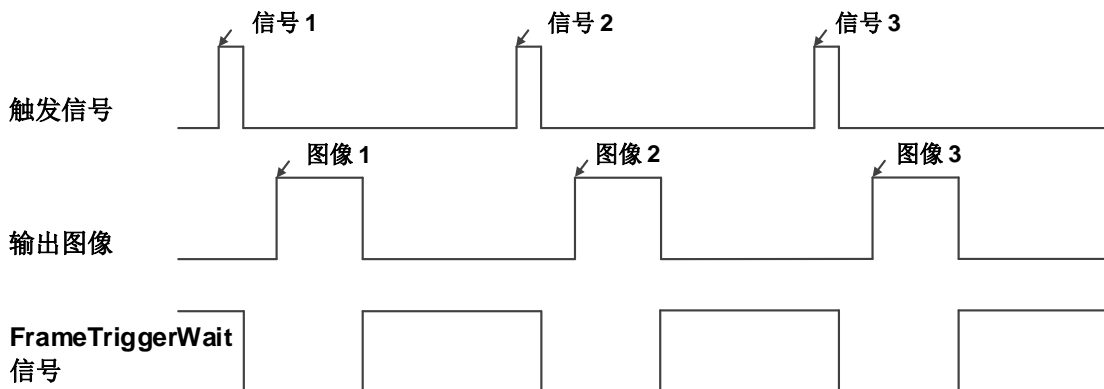 信号 1
信号 2
信号 3
触发信号
图像 1
图像 2
图像 3
输出图像
FrameTriggerWait
信号